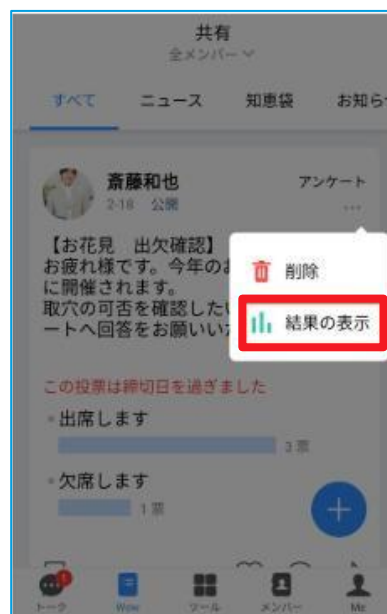 共有
全メンバー
すべて ニュース 知恵袋 お知ら
斎藤和也 アンケート
2-18 公開
【お花見 出欠確認】
お疲れ様です。今年のお
に開催されます。
取穴の可否を確認したい
ートへ回答をお願いいた
削除
結果の表示
この投票は締切日を過ぎました
出席します
3 票
欠席します
1 票
トーク Wow ツール メンバー Me